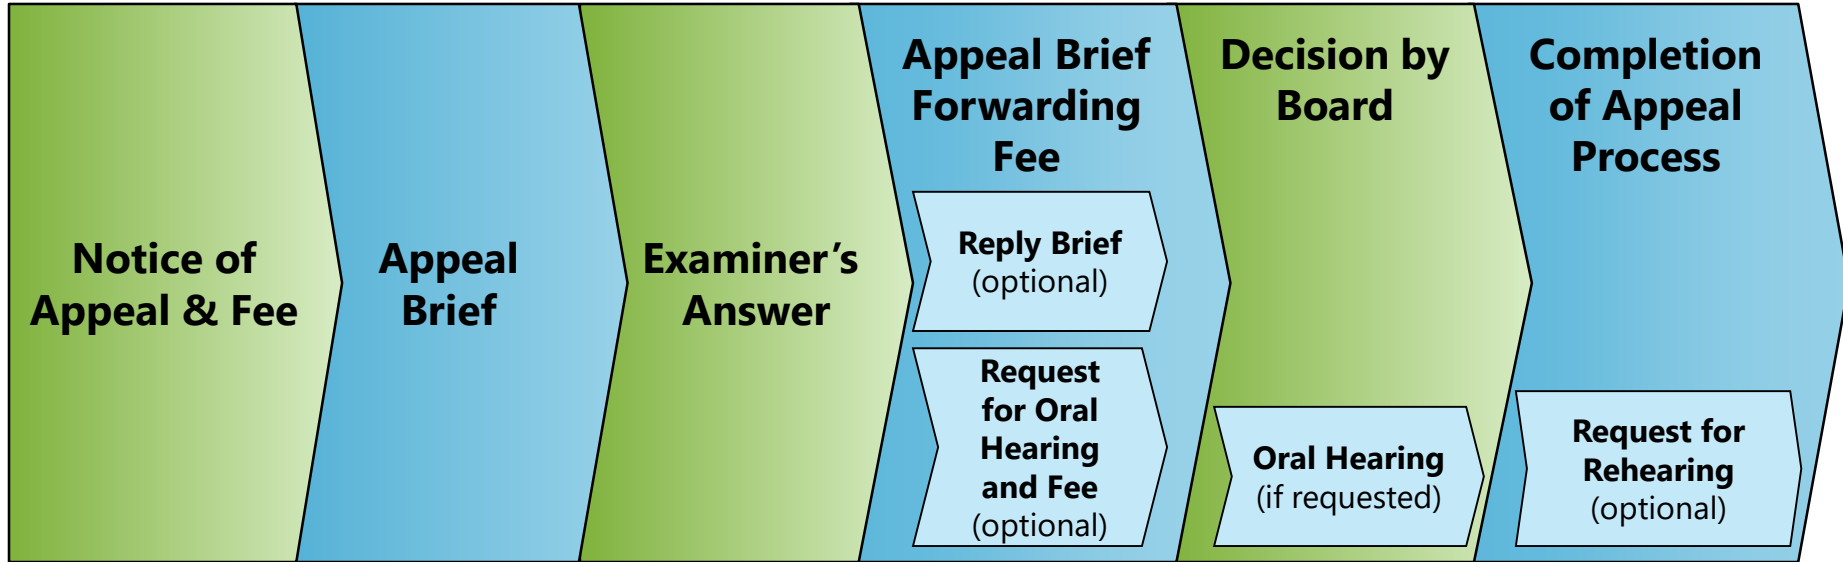 Notice of
Appeal & Fee
Appeal
Brief
Examiner’s
Answer
Appeal Brief
Forwarding
Fee
Reply Brief
(optional)
Request
for Oral
Hearing
and Fee
(optional)
Decision by
Board
Oral Hearing
(if requested)
Completion
of Appeal
Process
Request for
Rehearing
(optional)